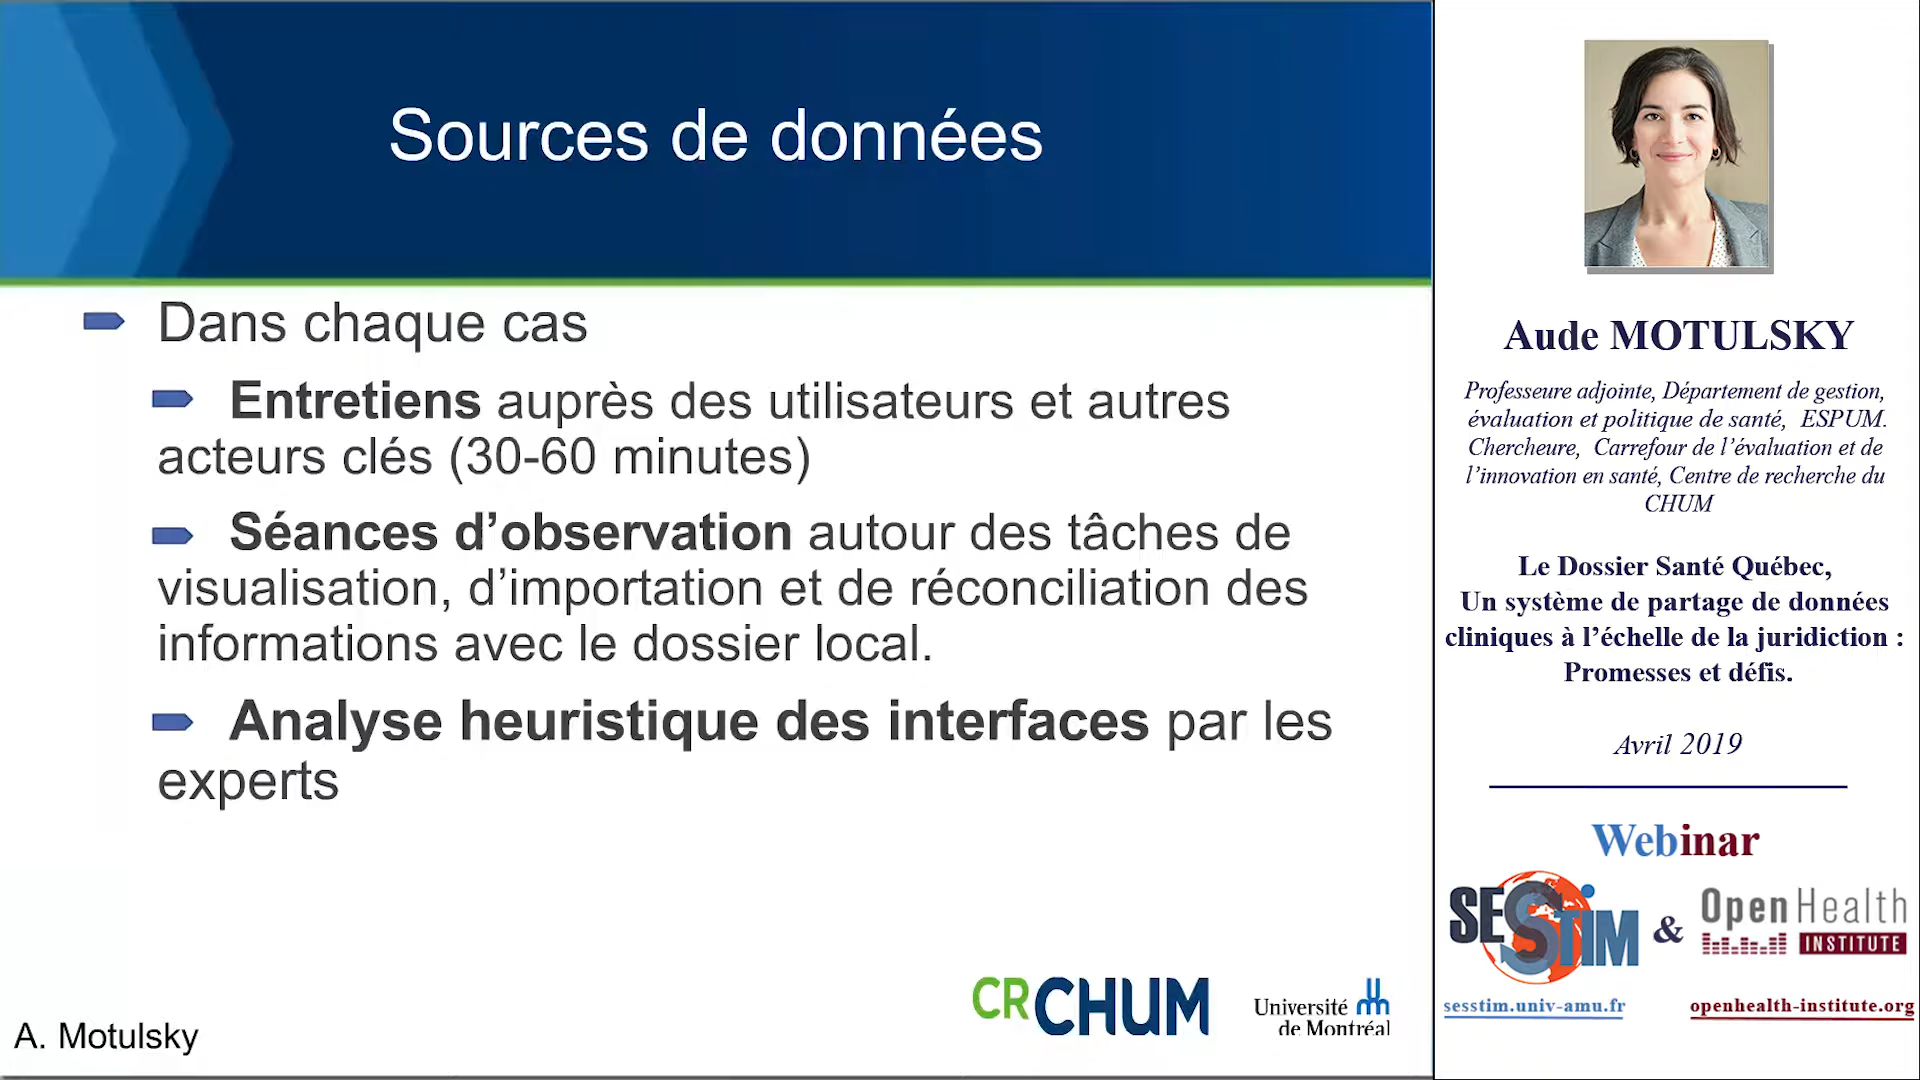 Sources de données
Dans chaque cas
Entretiens auprès des utilisateurs et autres
acteurs clés (30-60 minutes)
Séances d’observation autour des tâches de
visualisation, d’importation et de réconciliation des
informations avec le dossier local.
Analyse heuristique des interfaces par les
experts
CRCHUM
Université
de Montréal
A. Motulsky
Aude MOTULSKY
Professeure adjointe, Département de gestion,
évaluation et politique de santé, ESPUM.
Chercheure, Carrefour de l’évaluation et de
l’innovation en santé, Centre de recherche du
CHUM
Le Dossier Santé Québec,
Un système de partage de données
cliniques à l’échelle de la juridiction :
Promesses et défis.
Avril 2019
Webinar
SESSTIM & Open Health
INSTITUTE
sesstim.univ-amu.fr openhealth-institute.org